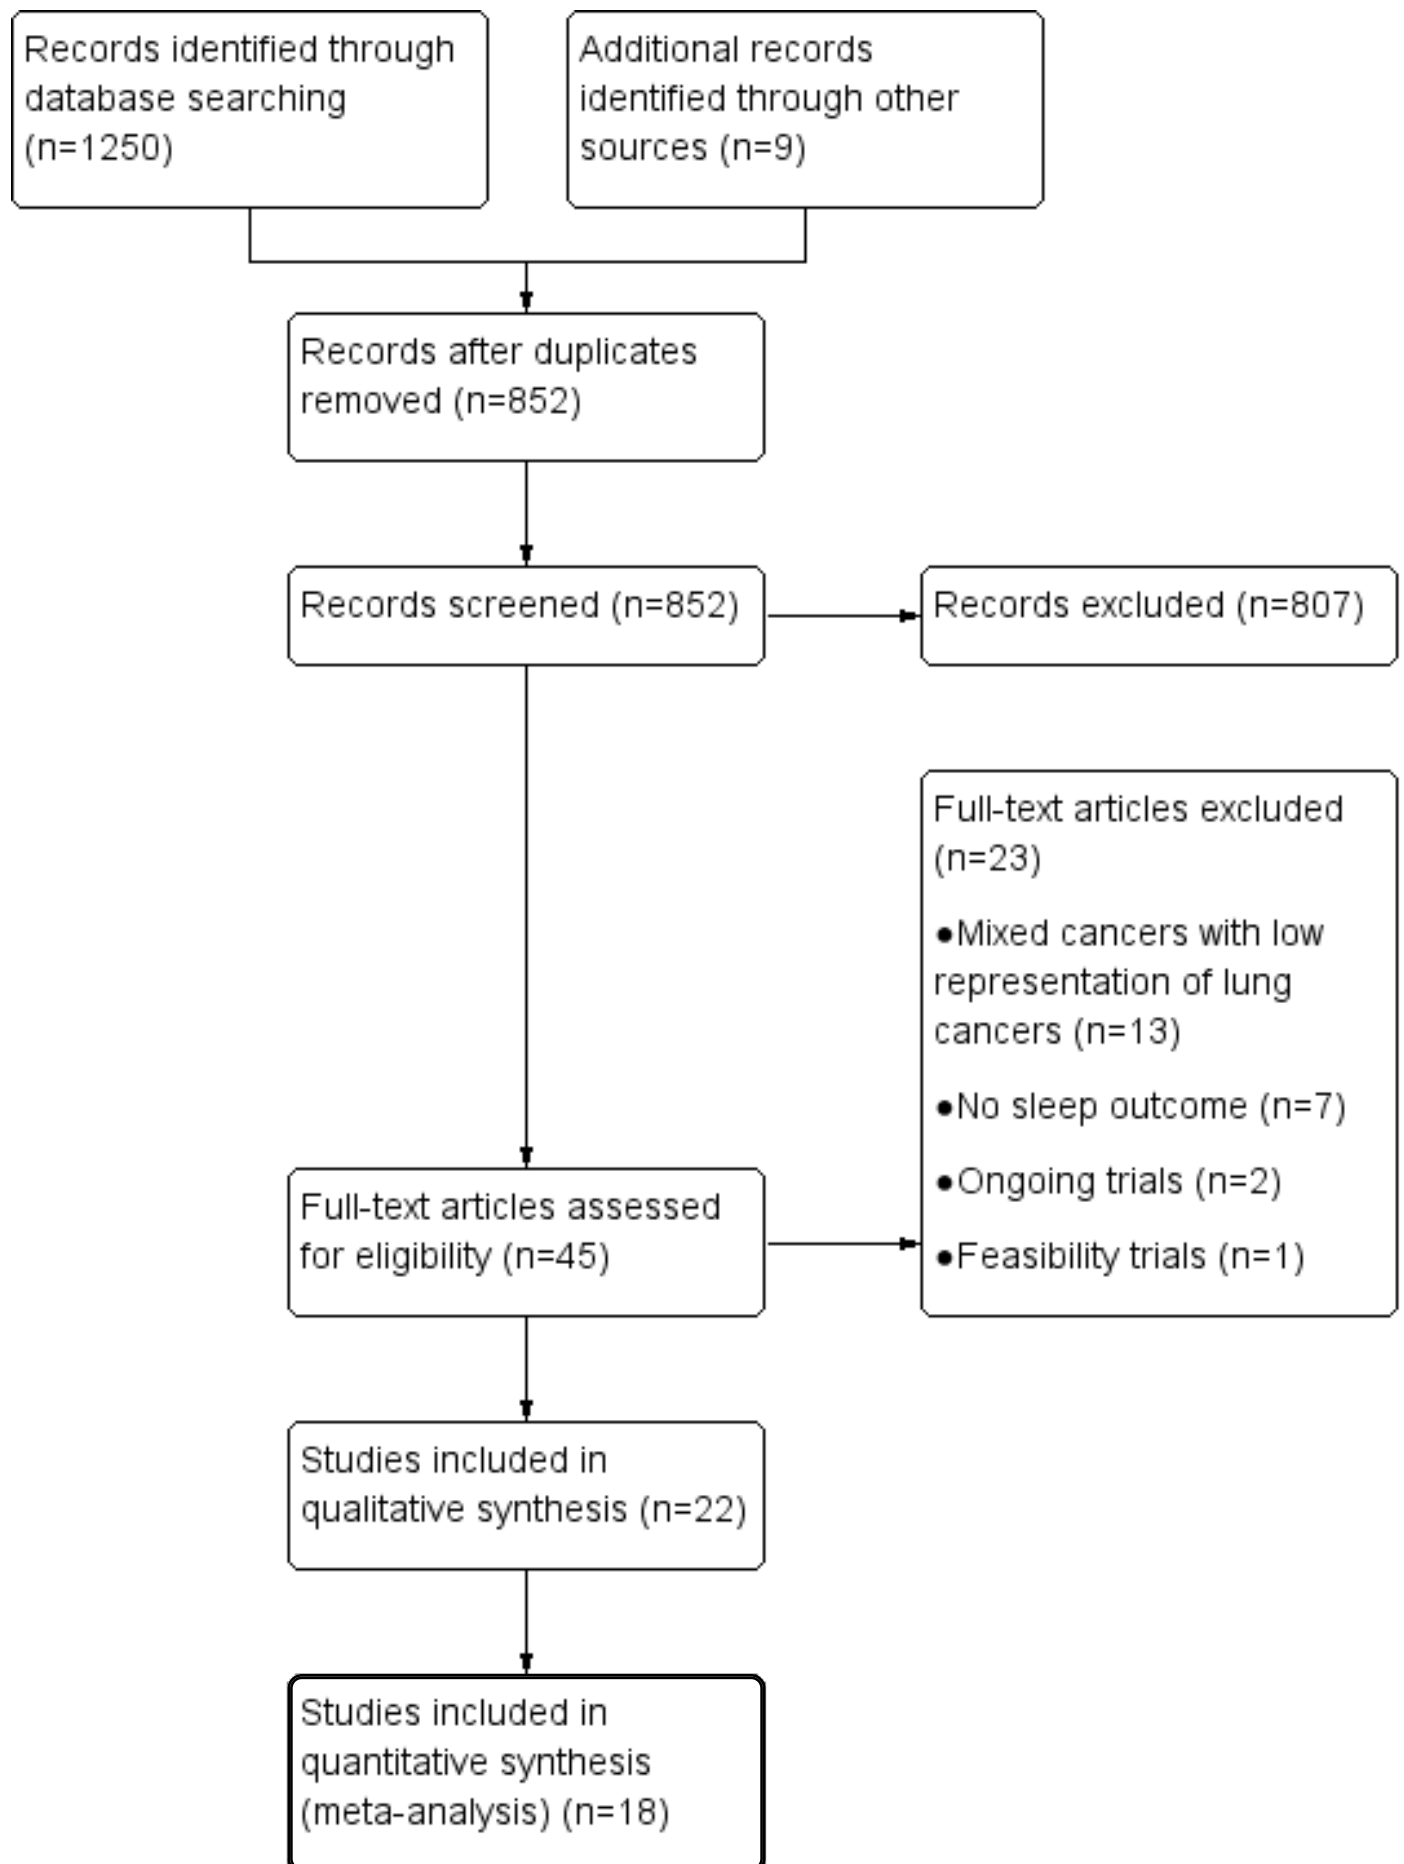 Records identified through
database searching
(n=1250)
Additional records
identified through other
sources (n=9)
Records after duplicates
removed (n=852)
Records screened (n=852)
Records excluded (n=807)
Full-text articles excluded
(n=23)
●Mixed cancers with low
representation of lung
cancers (n=13)
●No sleep outcome (n=7)
●Ongoing trials (n=2)
●Feasibility trials (n=1)
Full-text articles assessed
for eligibility (n=45)
Studies included in
qualitative synthesis (n=22)
Studies included in
quantitative synthesis
(meta-analysis) (n=18)